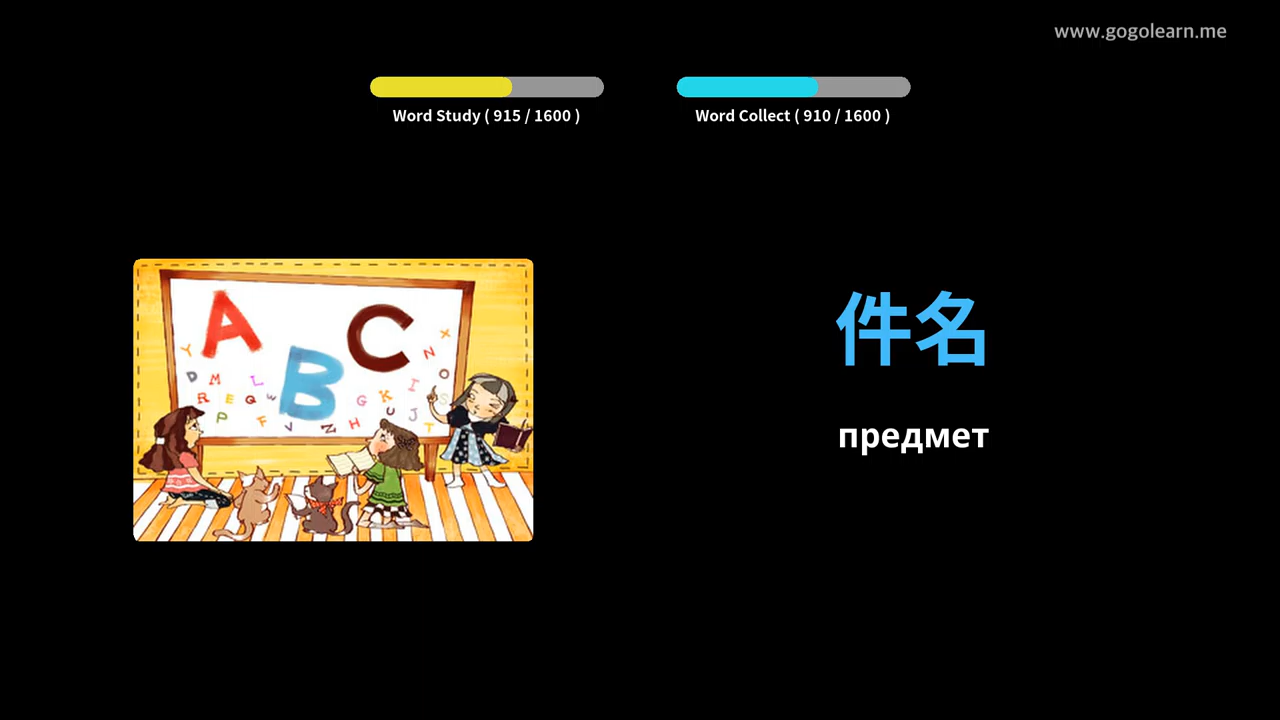 www.gogolearn.me
Word Study ( 915 / 1600 )
Word Collect ( 910 / 1600 )
A
B
C
Y
D
M
L
R
E
Q
W
P
F
V
Z
H
G
K
I
U
J
T
N
X
O
S
件名
предмет